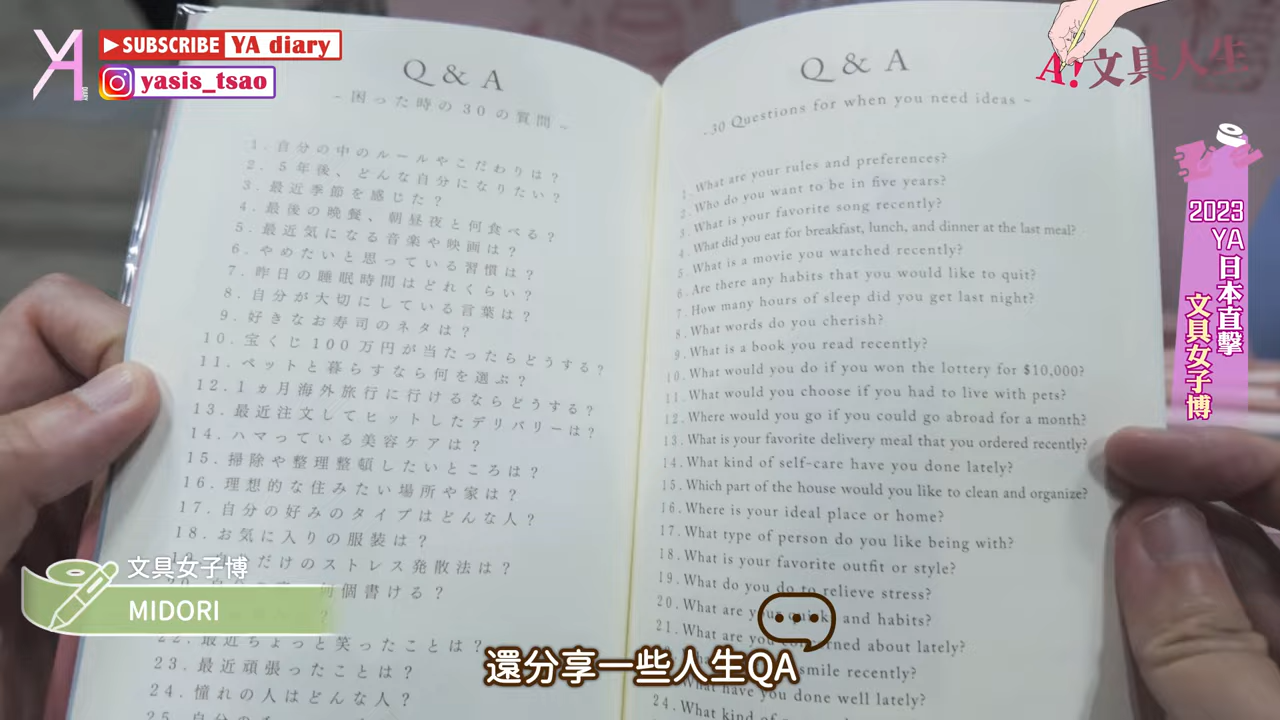 YA
DIARY
SUBSCRIBE YA diary
yasis_tsao
A!文具人生
2023
YA日本直撃
文具女子博
Q & A
~ 困った時の30の質問 ~
1. 自分の中のルールやこだわりは?
2. 5年後、どんな自分になりたい?
3. 最近季節を感じた?
4. 最後の晩餐、朝昼夜と何食べる?
5. 最近気になる音楽や映画は?
6. やめたいと思っている習慣は?
7. 昨日の睡眠時間はどれくらい?
8. 自分が大切にしている言葉は?
9. 好きなお寿司のネタは?
10. 宝くじ100万円が当たったらどうする?
11. ペットと暮らすなら何を選ぶ?
12. 1ヵ月海外旅行に行けるならどうする?
13. 最近注文してヒットしたデリバリーは?
14. ハマっている美容ケアは?
15. 掃除や整理整頓したいところは?
16. 理想的な住みたい場所や家は?
17. 自分の好みのタイプはどんな人?
18. お気に入りの服装は?
だけのストレス発散法は?
何個書ける?
22. 最近ちょっと笑ったことは?
23. 最近頑張ったことは?
24. 憧れの人はどんな人?
Q & A
~30 Questions for when you need ideas ~
1. What are your rules and preferences?
2. Who do you want to be in five years?
3. What is your favorite song recently?
4. What did you eat for breakfast, lunch, and dinner at the last meal?
5. What is a movie you watched recently?
6. Are there any habits that you would like to quit?
7. How many hours of sleep did you get last night?
8. What words do you cherish?
9. What is a book you read recently?
10. What would you do if you won the lottery for $10,000?
11. What would you choose if you had to live with pets?
12. Where would you go if you could go abroad for a month?
13. What is your favorite delivery meal that you ordered recently?
14. What kind of self-care have you done lately?
15. Which part of the house would you like to clean and organize?
16. Where is your ideal place or home?
17. What type of person do you like being with?
18. What is your favorite outfit or style?
19. What do you do to relieve stress?
20. What are and habits?
21. What are you about lately?
smile recently?
have you done well lately?
24. What kind
文具女子博
MIDORI
還分享一些人生QA